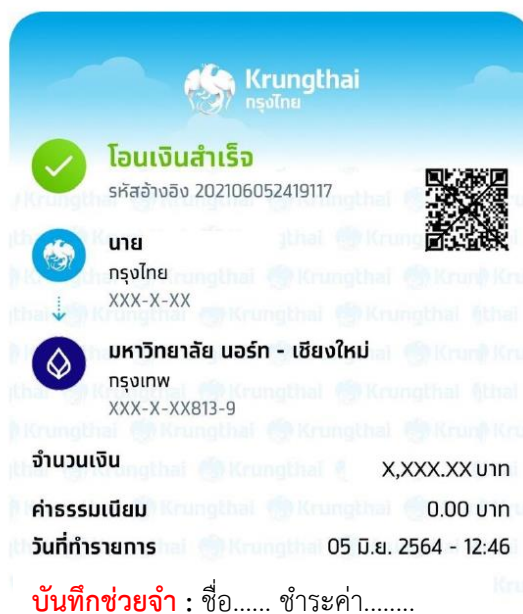 Krungthai
กรุงไทย
โอนเงินสำเร็จ
รหัสอ้างอิง 202106052419117
นาย
กรุงไทย
XXX-X-XX
มหาวิทยาลัย นอร์ท - เชียงใหม่
กรุงเทพ
XXX-X-XX813-9
จำนวนเงิน X,XXX.XX บาท
ค่าธรรมเนียม 0.00 บาท
วันที่ทำรายการ 05 มิ.ย. 2564 - 12:46
บันทึกช่วยจำ : ชื่อ...... ชำระค่า........